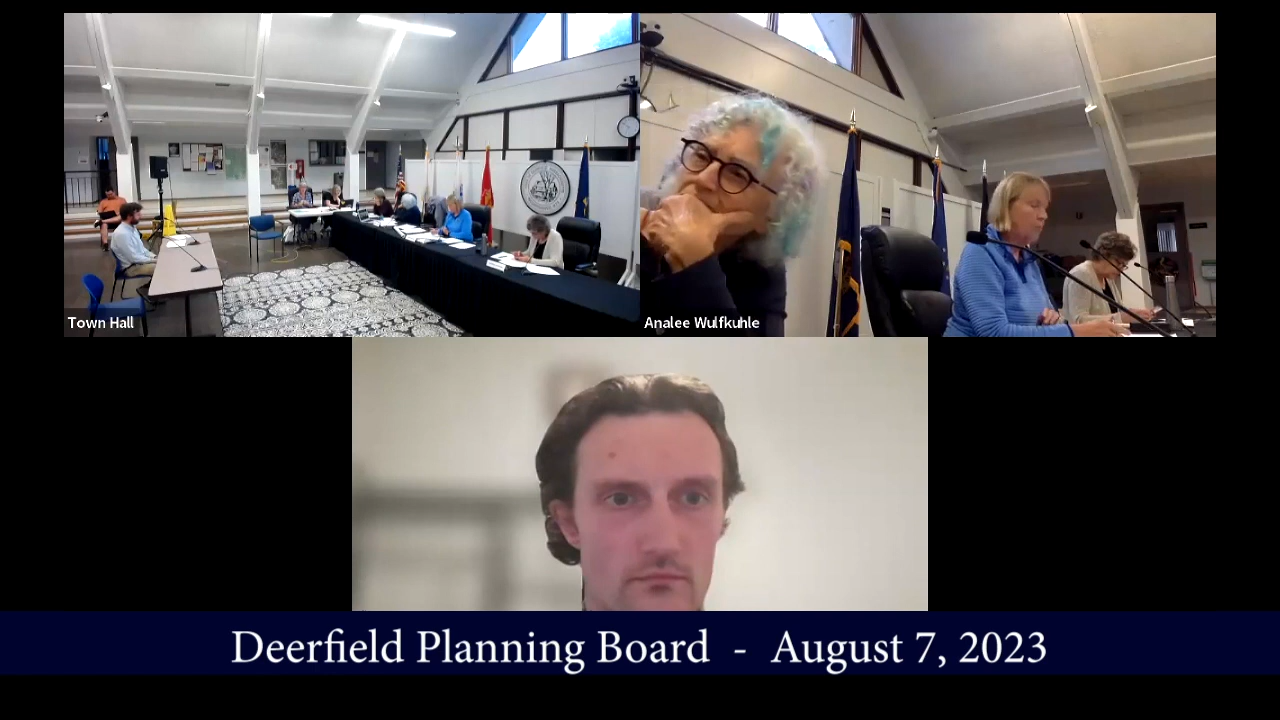 Town Hall
Analee Wulfkuhle
Deerfield Planning Board - August 7, 2023